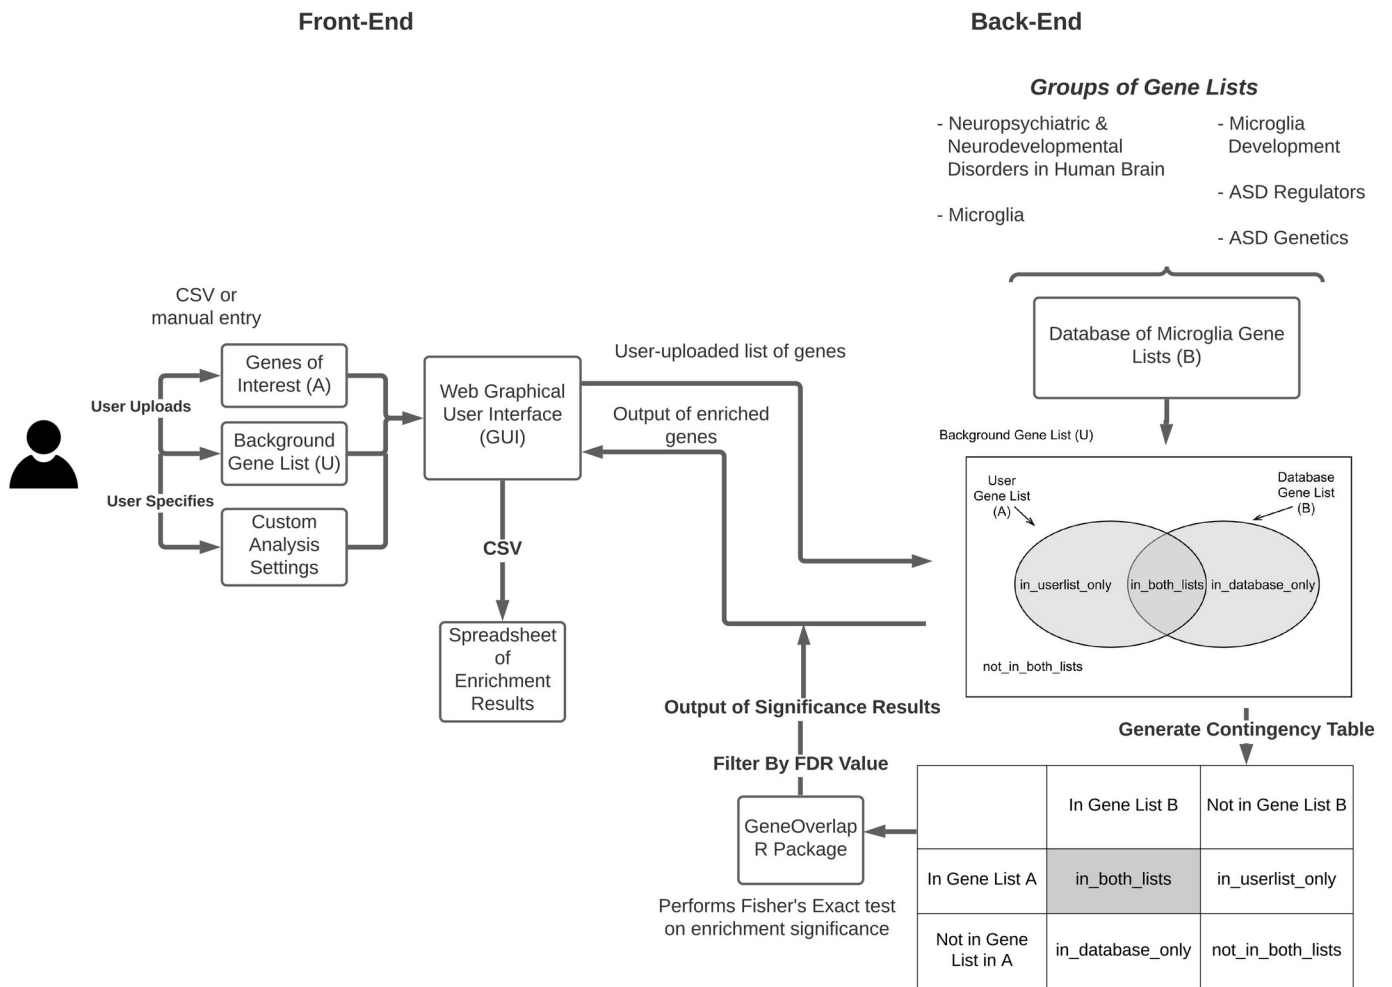 Front-End
Back-End
Groups of Gene Lists
- Neuropsychiatric &
Neurodevelopmental
Disorders in Human Brain
- Microglia
- Microglia
Development
- ASD Regulators
- ASD Genetics
CSV or
manual entry
Genes of
Interest (A)
User Uploads
Background
Gene List (U)
User Specifies
Custom
Analysis
Settings
Web Graphical
User Interface
(GUI)
CSV
Spreadsheet
of
Enrichment
Results
User-uploaded list of genes
Output of enriched
genes
Database of Microglia Gene
Lists (B)
Background Gene List (U)
User
Gene List
(A)
Database
Gene List
(B)
in_userlist_only
in_both_lists
in_database_only
not_in_both_lists
Generate Contingency Table
Output of Significance Results
Filter By FDR Value
GeneOverlap
R Package
Performs Fisher's Exact test
on enrichment significance
In Gene List B
Not in Gene List B
In Gene List A
in_both_lists
in_userlist_only
Not in Gene
List in A
in_database_only
not_in_both_lists